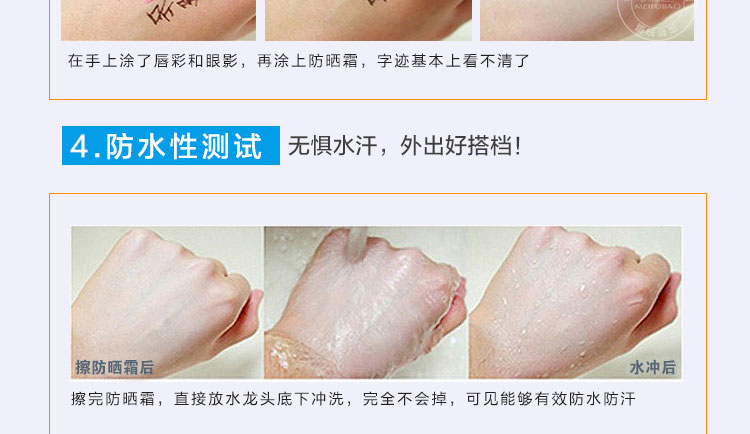 MEIFUBAO
在手上涂了唇彩和眼影，再涂上防晒霜，字迹基本上看不清了
4.防水性测试 无惧水汗，外出好搭档！
擦防晒霜后 水冲后
擦完防晒霜，直接放水龙头底下冲洗，完全不会掉，可见能够有效防水防汗